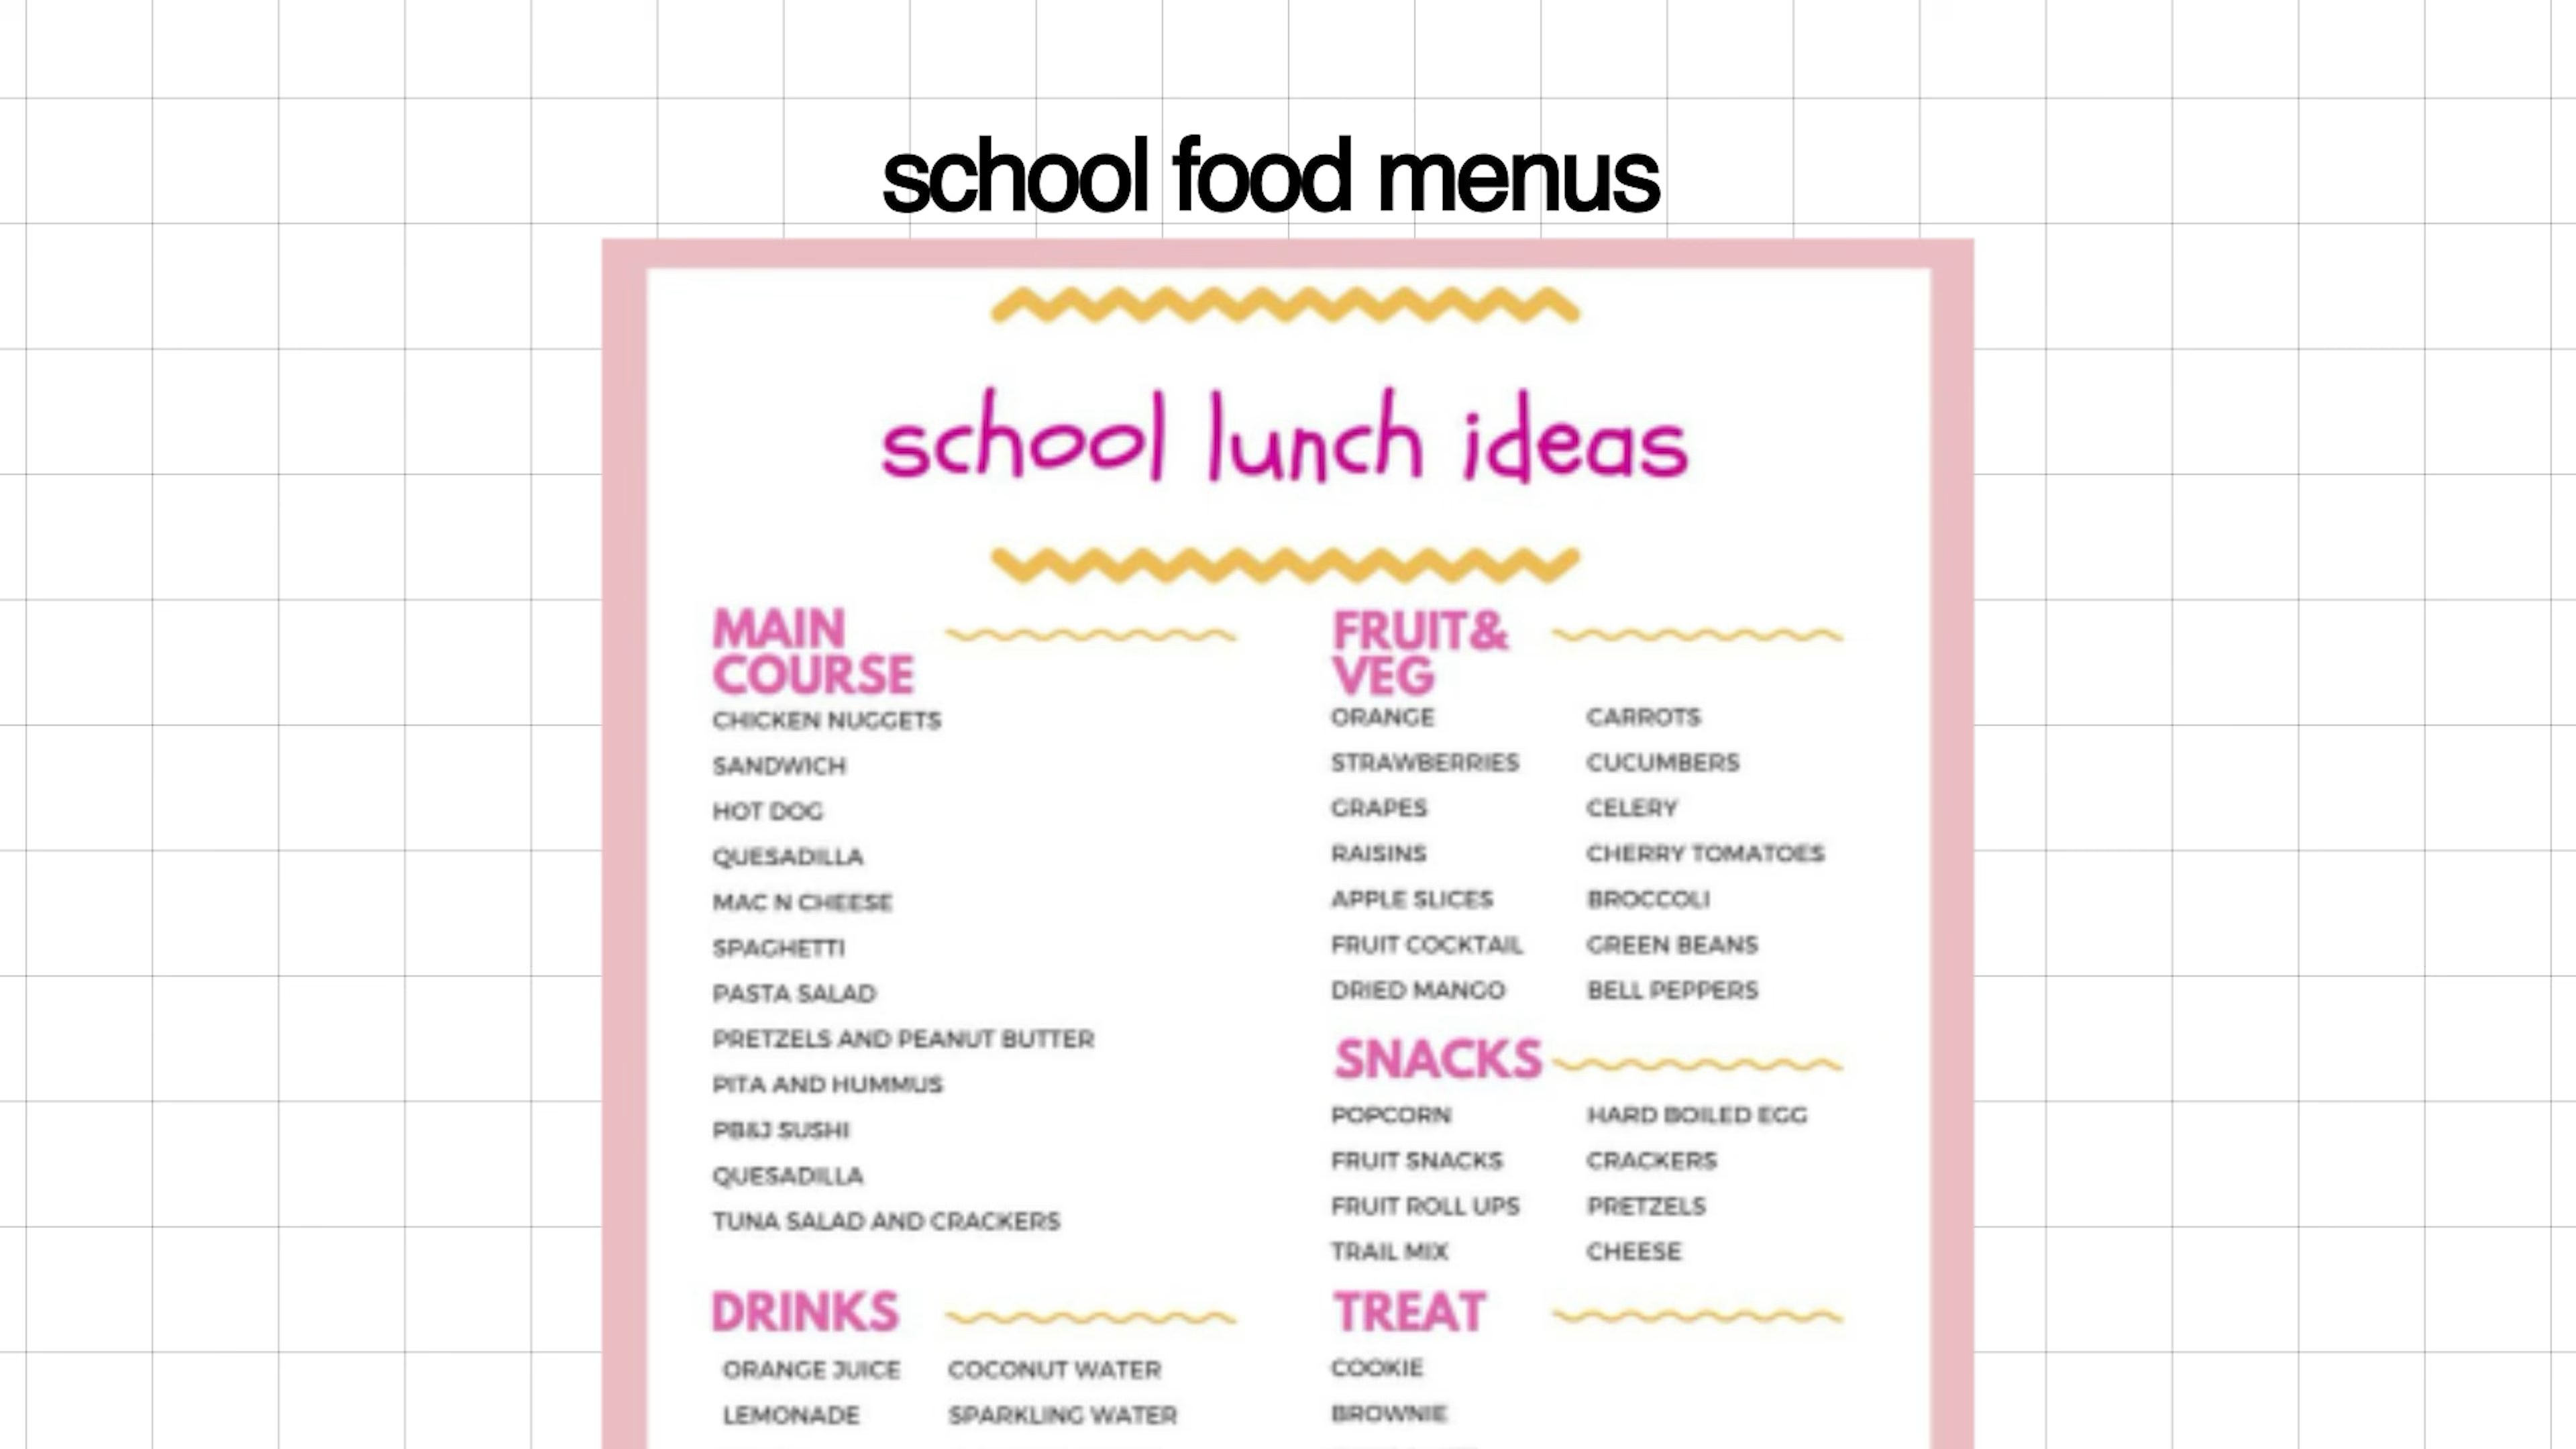 school food menus
school lunch ideas
MAIN
COURSE
CHICKEN NUGGETS
SANDWICH
HOT DOG
QUESADILLA
MAC N CHEESE
SPAGHETTI
PASTA SALAD
PRETZELS AND PEANUT BUTTER
PITA AND HUMMUS
PB&J SUSHI
QUESADILLA
TUNA SALAD AND CRACKERS
FRUIT&
VEG
ORANGE CARROTS
STRAWBERRIES CUCUMBERS
GRAPES CELERY
RAISINS CHERRY TOMATOES
APPLE SLICES BROCCOLI
FRUIT COCKTAIL GREEN BEANS
DRIED MANGO BELL PEPPERS
SNACKS
POPCORN HARD BOILED EGG
FRUIT SNACKS CRACKERS
FRUIT ROLL UPS PRETZELS
TRAIL MIX CHEESE
DRINKS
ORANGE JUICE COCONUT WATER
LEMONADE SPARKLING WATER
TREAT
COOKIE
BROWNIE